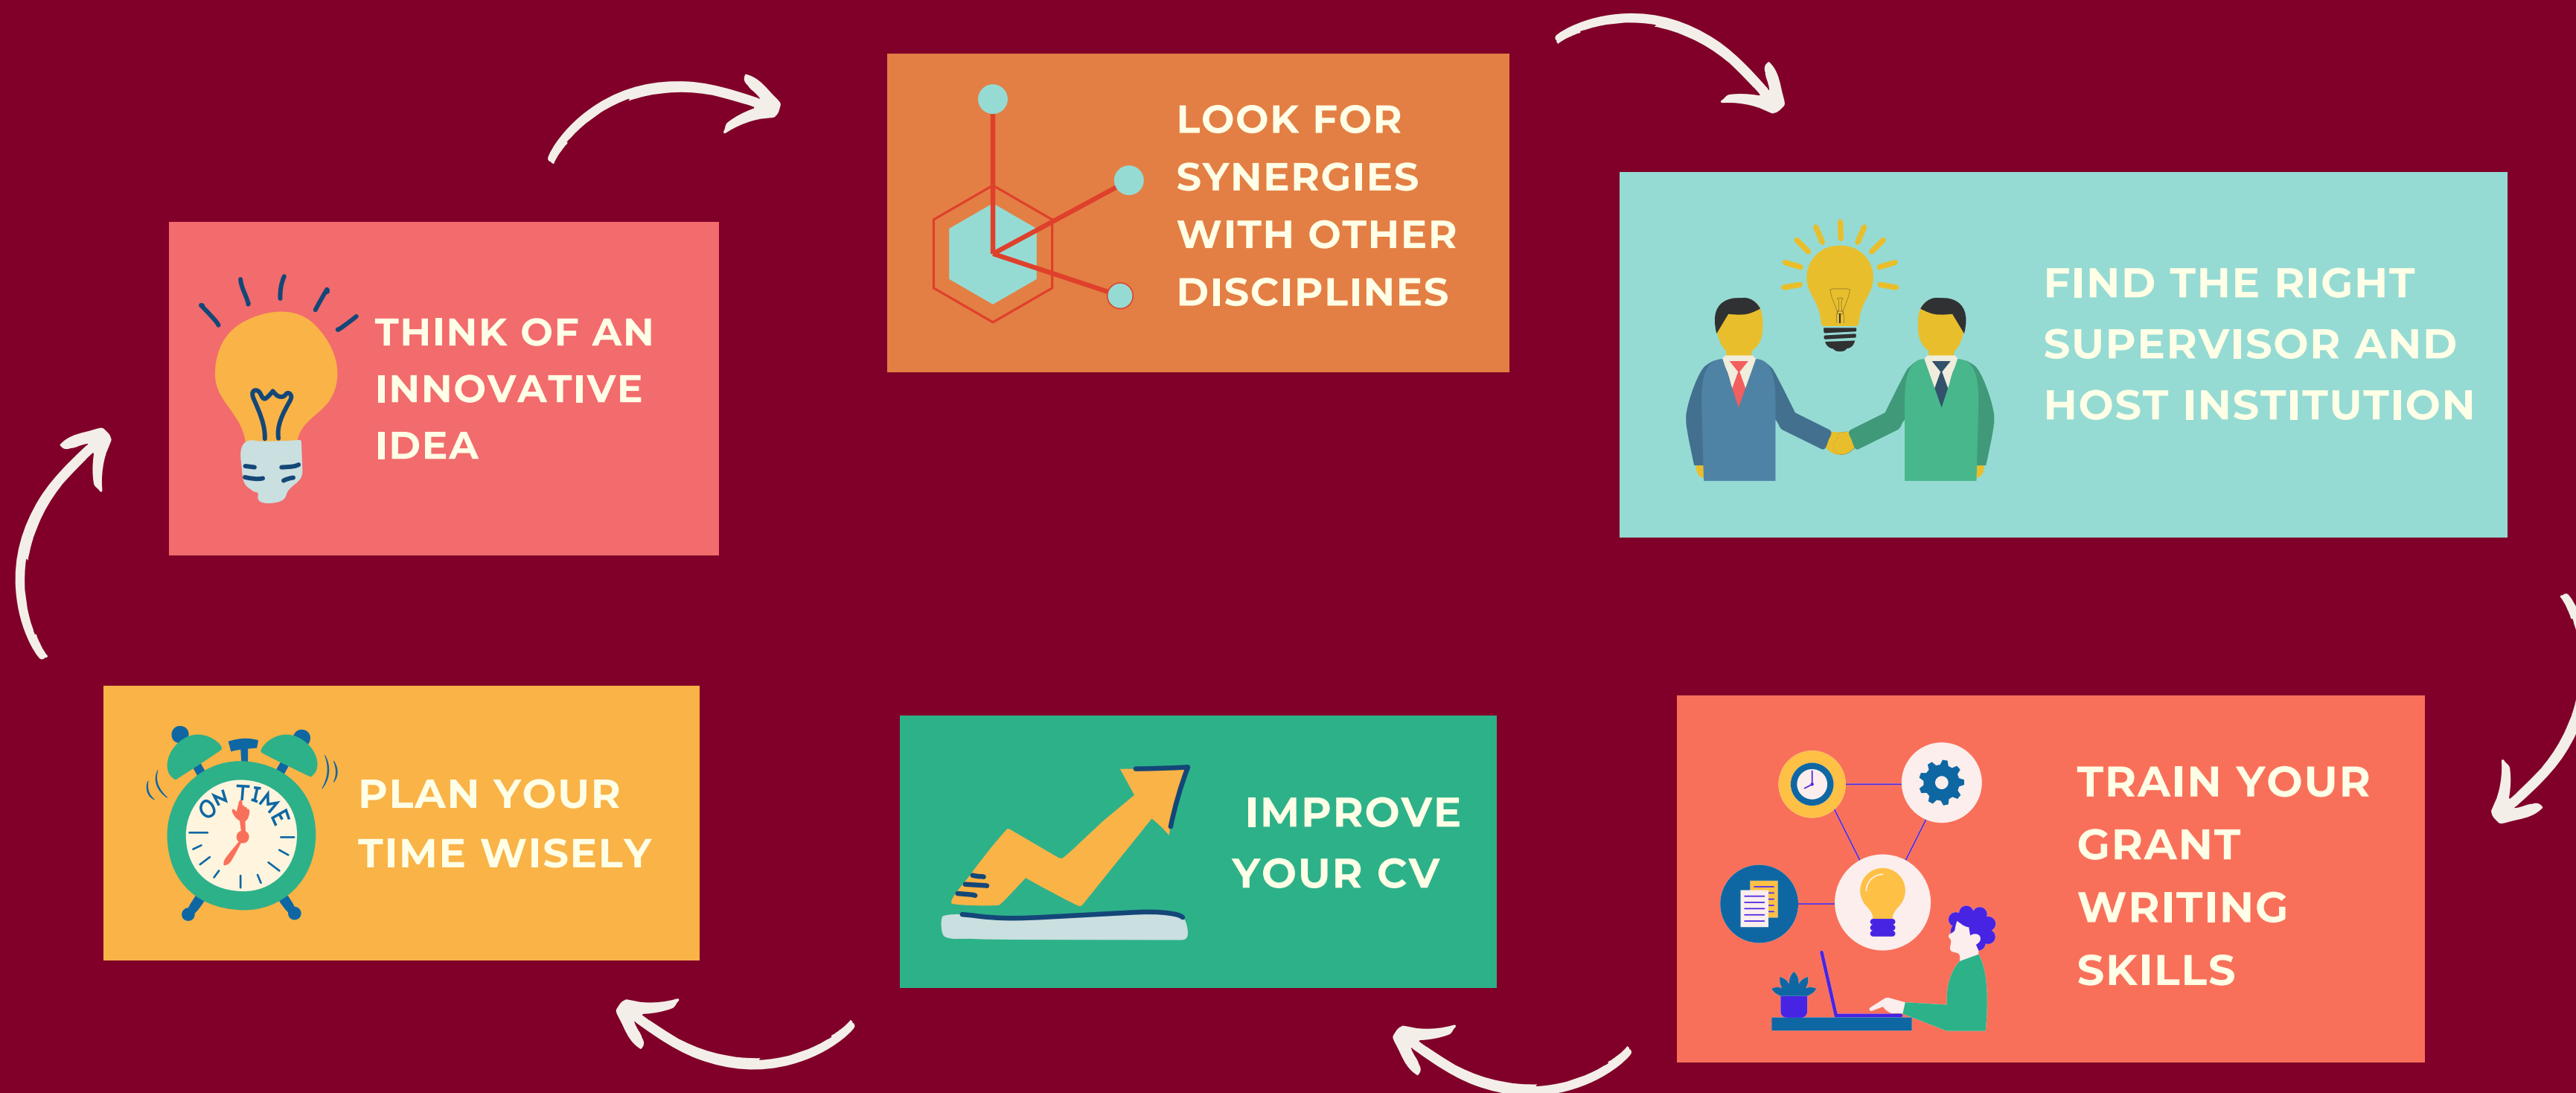 THINK OF AN
INNOVATIVE
IDEA
LOOK FOR
SYNERGIES
WITH OTHER
DISCIPLINES
FIND THE RIGHT
SUPERVISOR AND
HOST INSTITUTION
TRAIN YOUR
GRANT
WRITING
SKILLS
IMPROVE
YOUR CV
PLAN YOUR
TIME WISELY
ON TIME